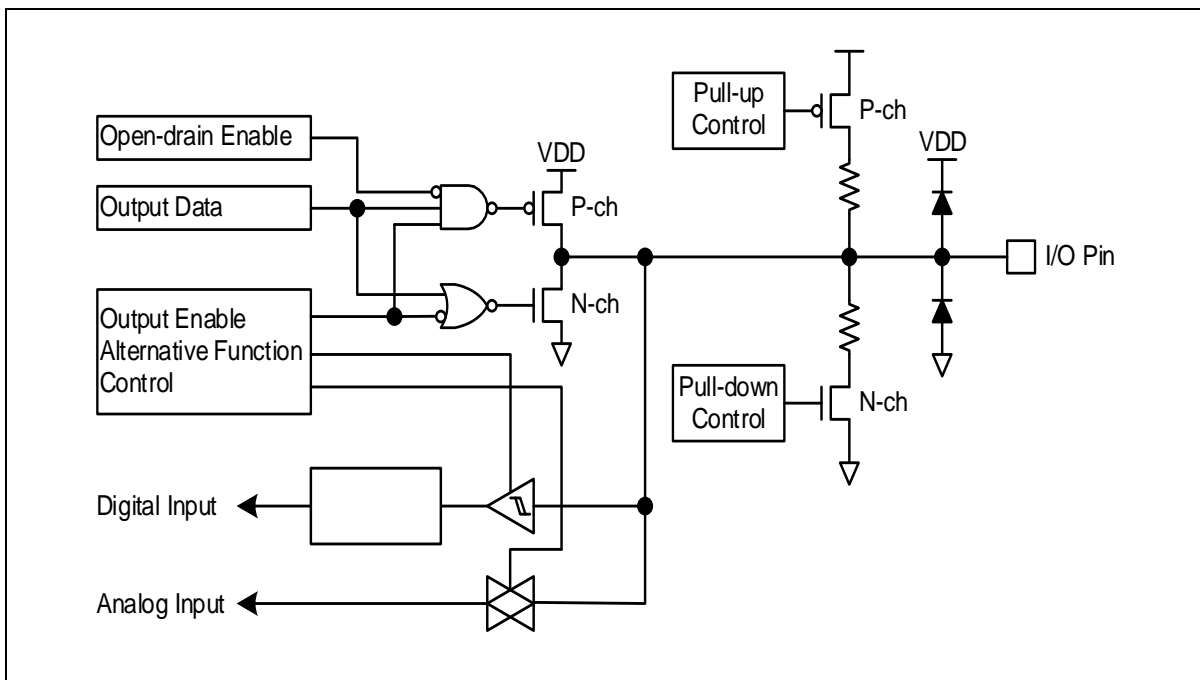 Pull-up
Control
P-ch
Open-drain Enable
VDD
VDD
Output Data
P-ch
I/O Pin
N-ch
Output Enable
Alternative Function
Control
Pull-down
Control
N-ch
Digital Input
Analog Input